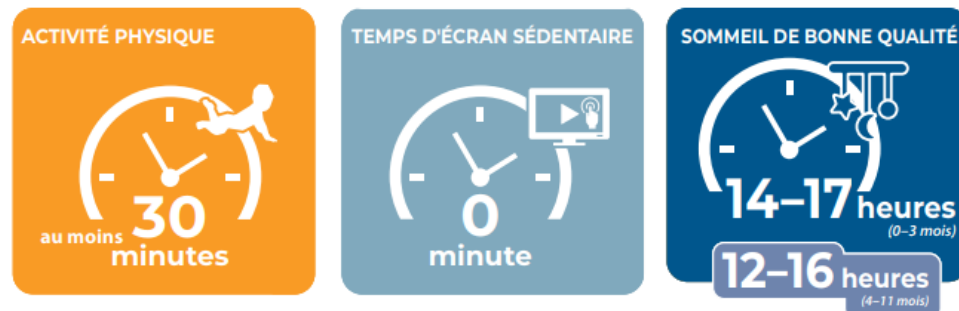 ACTIVITÉ PHYSIQUE
au moins 30
minutes
TEMPS D'ÉCRAN SÉDENTAIRE
0
minute
SOMMEIL DE BONNE QUALITÉ
14–17 heures
(0–3 mois)
12–16 heures
(4–11 mois)